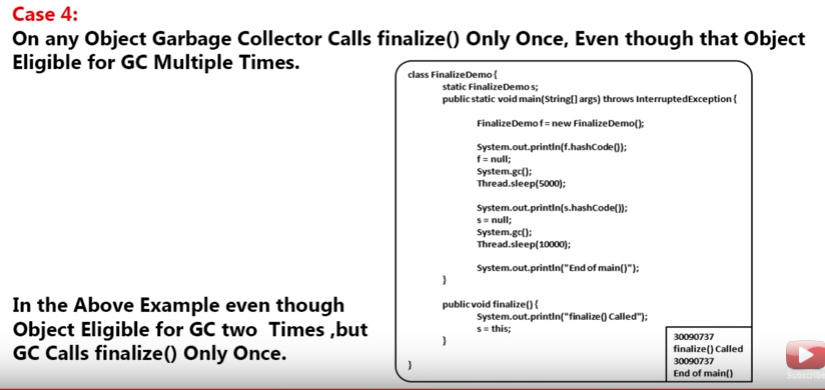 Case 4:
On any Object Garbage Collector Calls finalize() Only Once, Even though that Object
Eligible for GC Multiple Times.
class FinalizeDemo{
static FinalizeDemo s;
public static void main(String[] args) throws InterruptedException {
FinalizeDemo f = new FinalizeDemo();
System.out.println(f.hashCode());
f = null;
System.gc();
Thread.sleep(5000);
System.out.println(s.hashCode());
s = null;
System.gc();
Thread.sleep(10000);
System.out.println("End of main()");
}
public void finalize() {
System.out.println("finalize() Called");
s = this;
}
}
In the Above Example even though
Object Eligible for GC two Times ,but
GC Calls finalize() Only Once.
30090737
finalize() Called
30090737
End of main()
SUBSCRIBE